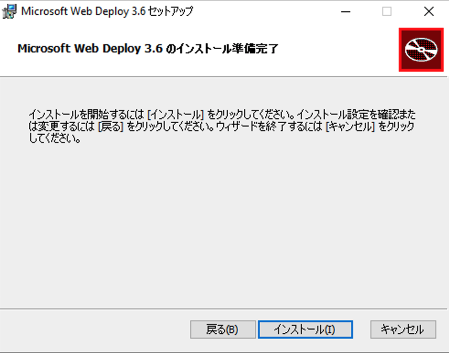 Microsoft Web Deploy 3.6 セットアップ
Microsoft Web Deploy 3.6 のインストール準備完了
インストールを開始するには [インストール] をクリックしてください。インストール設定を確認また
は変更するには [戻る] をクリックしてください。ウィザードを終了するには [キャンセル] をクリック
してください。
戻る(B)
インストール(I)
キャンセル